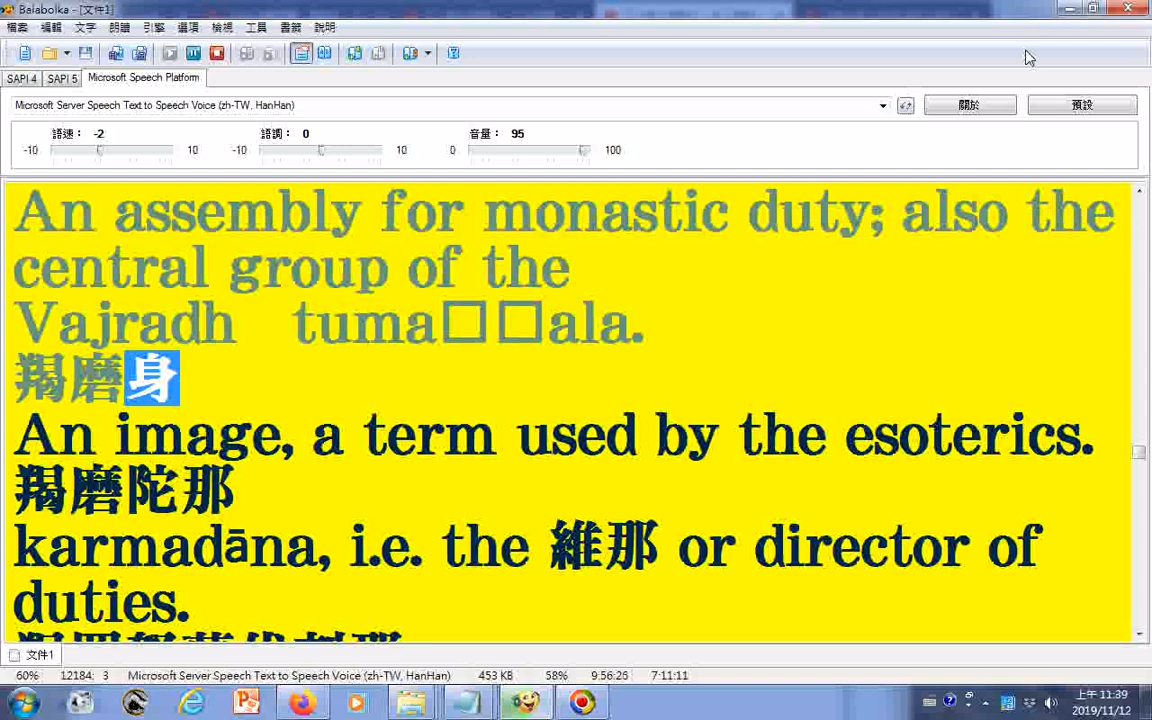 Balabolka - [文件1]
檔案 編輯 文字 朗讀 引擎 選項 檢視 工具 書籤 說明
SAPI 4 SAPI 5 Microsoft Speech Platform
Microsoft Server Speech Text to Speech Voice (zh-TW, HanHan) 關於 預設
語速： -2 語調： 0 音量： 95
-10 10 -10 10 0 100
An assembly for monastic duty; also the
central group of the
Vajradh tuma□□ala.
羯磨身
An image, a term used by the esoterics.
羯磨陀那
karmadāna, i.e. the 維那 or director of
duties.
文件1
60% 12184: 3 Microsoft Server Speech Text to Speech Voice (zh-TW, HanHan) 453 KB 58% 9:56:26 7:11:11
上午 11:39
2019/11/12